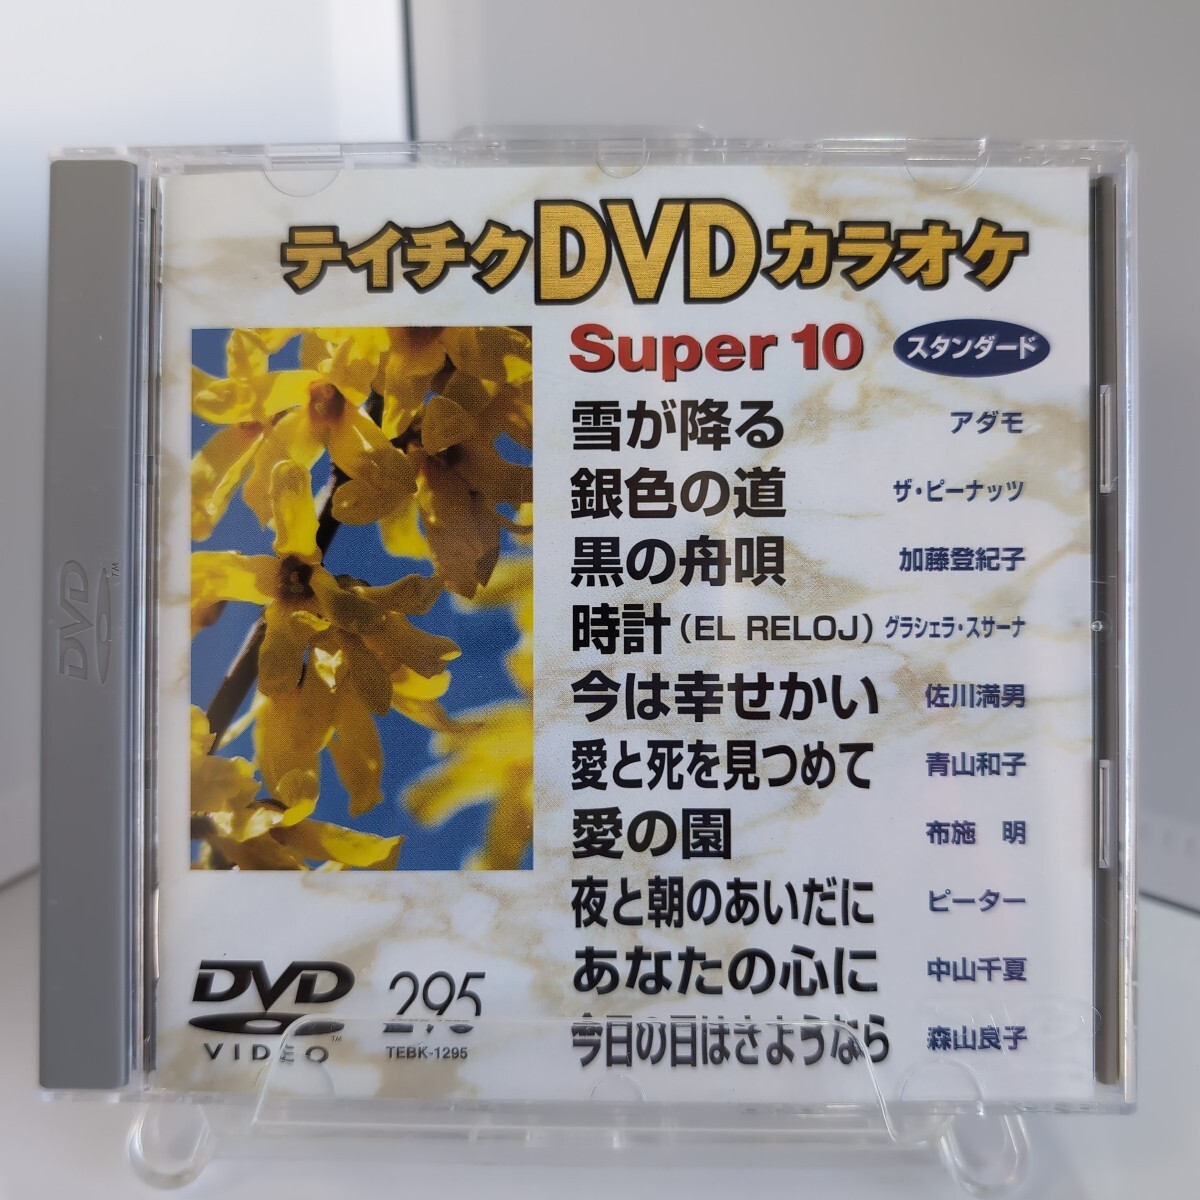 テイチクDVDカラオケ
Super 10 スタンダード
雪が降る アダモ
銀色の道 ザ・ピーナッツ
黒の舟唄 加藤登紀子
時計(EL RELOJ) グラシェラ・スサーナ
今は幸せかい 佐川満男
愛と死を見つめて 青山和子
愛の園 布施 明
夜と朝のあいだに ピーター
あなたの心に 中山千夏
今日の日はさようなら 森山良子
DVD
VIDEO
TM
295
TEBK-1295
DVD
TM